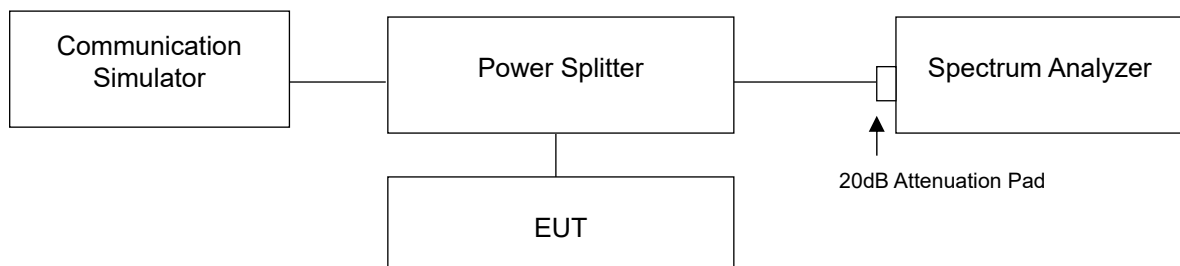 Communication
Simulator
Power Splitter
Spectrum Analyzer
20dB Attenuation Pad
EUT